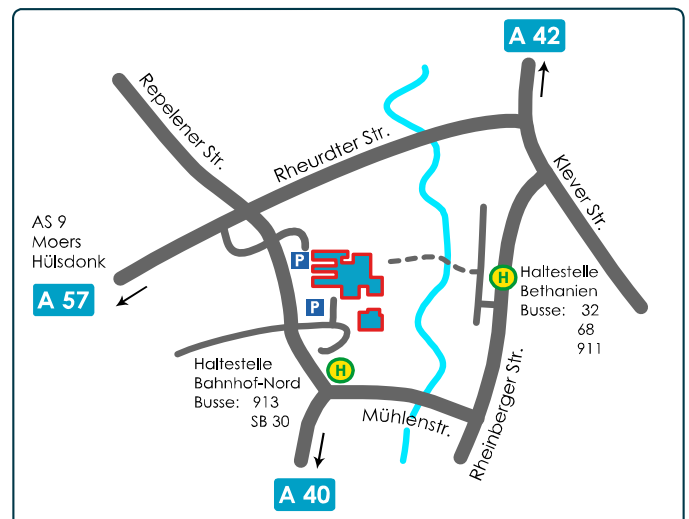 A 42
Repelener Str.
Rheurdter Str.
Klever Str.
AS 9
Moers
Hülsdonk
A 57
P
P
H
Haltestelle
Bethanien
Busse: 32
68
911
Haltestelle
Bahnhof-Nord
Busse: 913
SB 30
H
Mühlenstr.
Rheinberger Str.
A 40